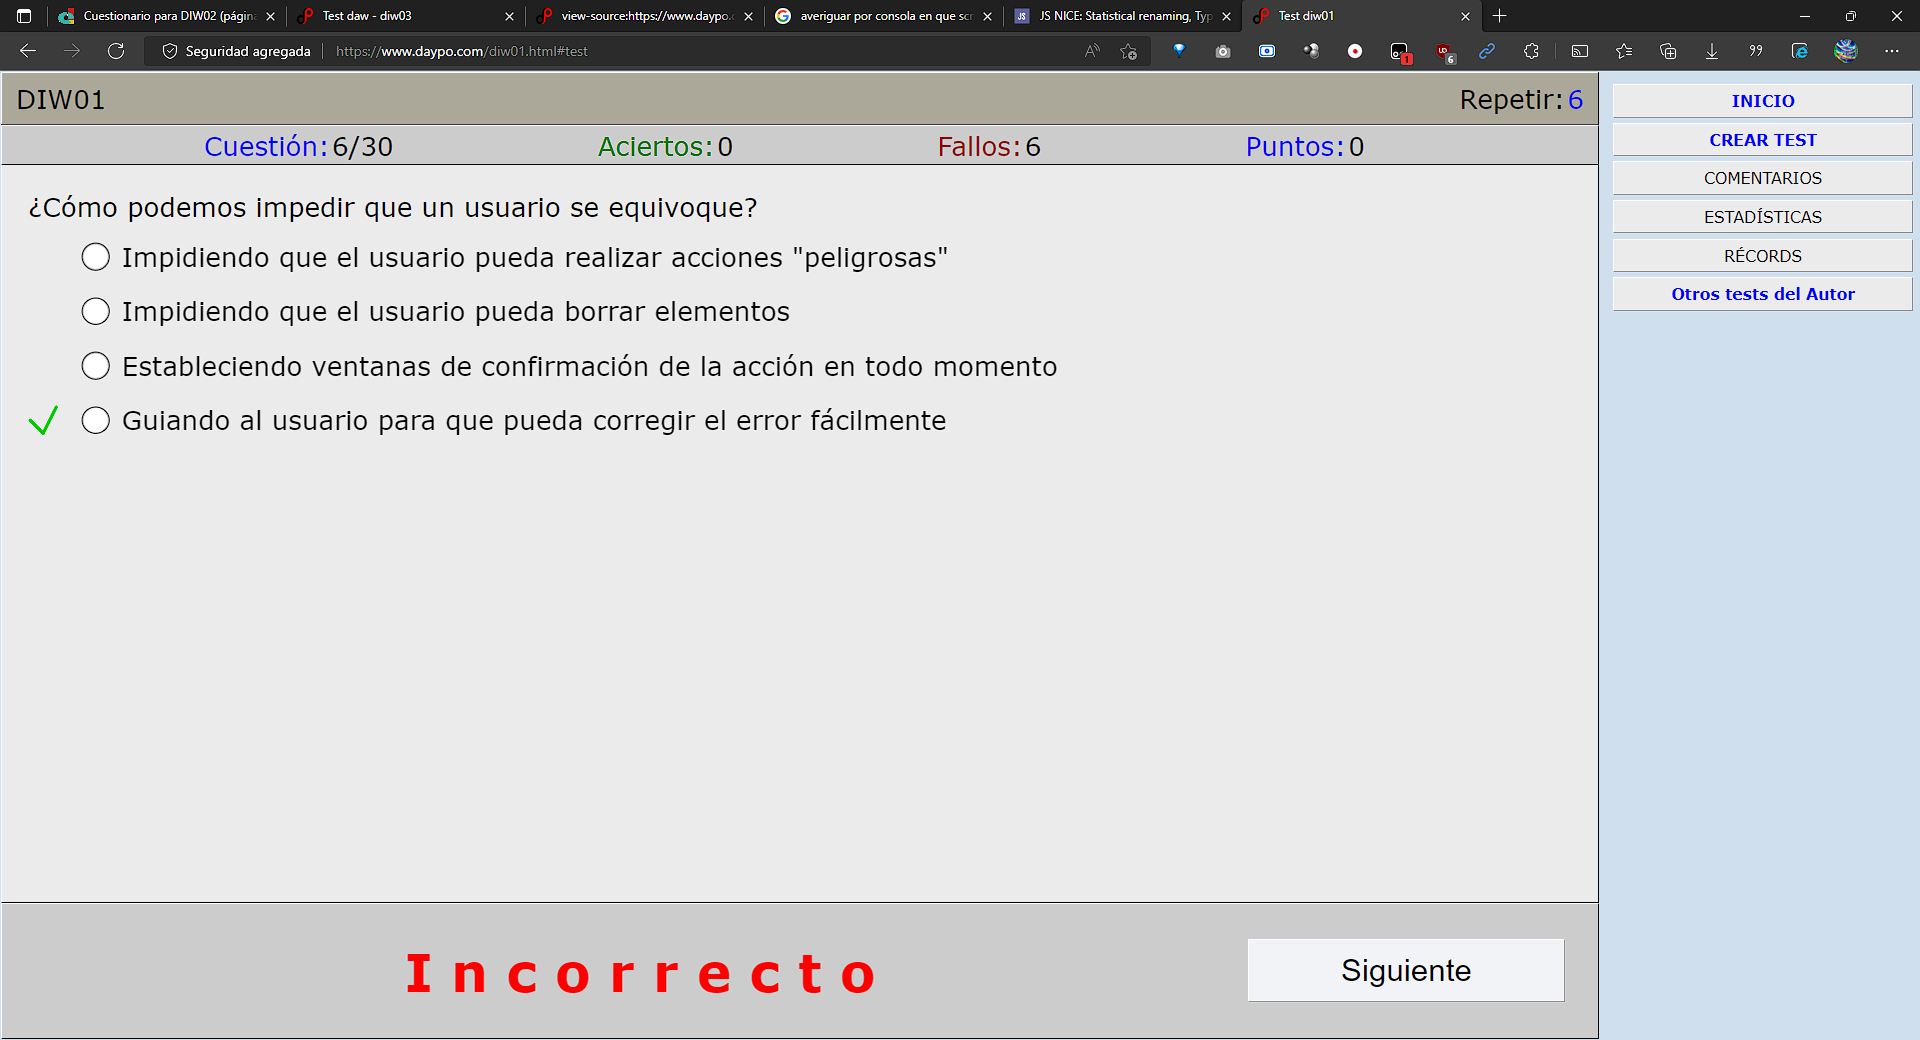 Cuestionario para DIW02 (págin
Test daw - diw03
view-source:https://www.daypo.c
averiguar por consola en que scr
JS NICE: Statistical renaming, Typ
Test diw01
Seguridad agregada
https://www.daypo.com/diw01.html#test
DIW01
Repetir: 6
Cuestión: 6/30
Aciertos: 0
Fallos: 6
Puntos: 0
¿Cómo podemos impedir que un usuario se equivoque?
Impidiendo que el usuario pueda realizar acciones "peligrosas"
Impidiendo que el usuario pueda borrar elementos
Estableciendo ventanas de confirmación de la acción en todo momento
Guiando al usuario para que pueda corregir el error fácilmente
Incorrecto
Siguiente
INICIO
CREAR TEST
COMENTARIOS
ESTADÍSTICAS
RÉCORDS
Otros tests del Autor